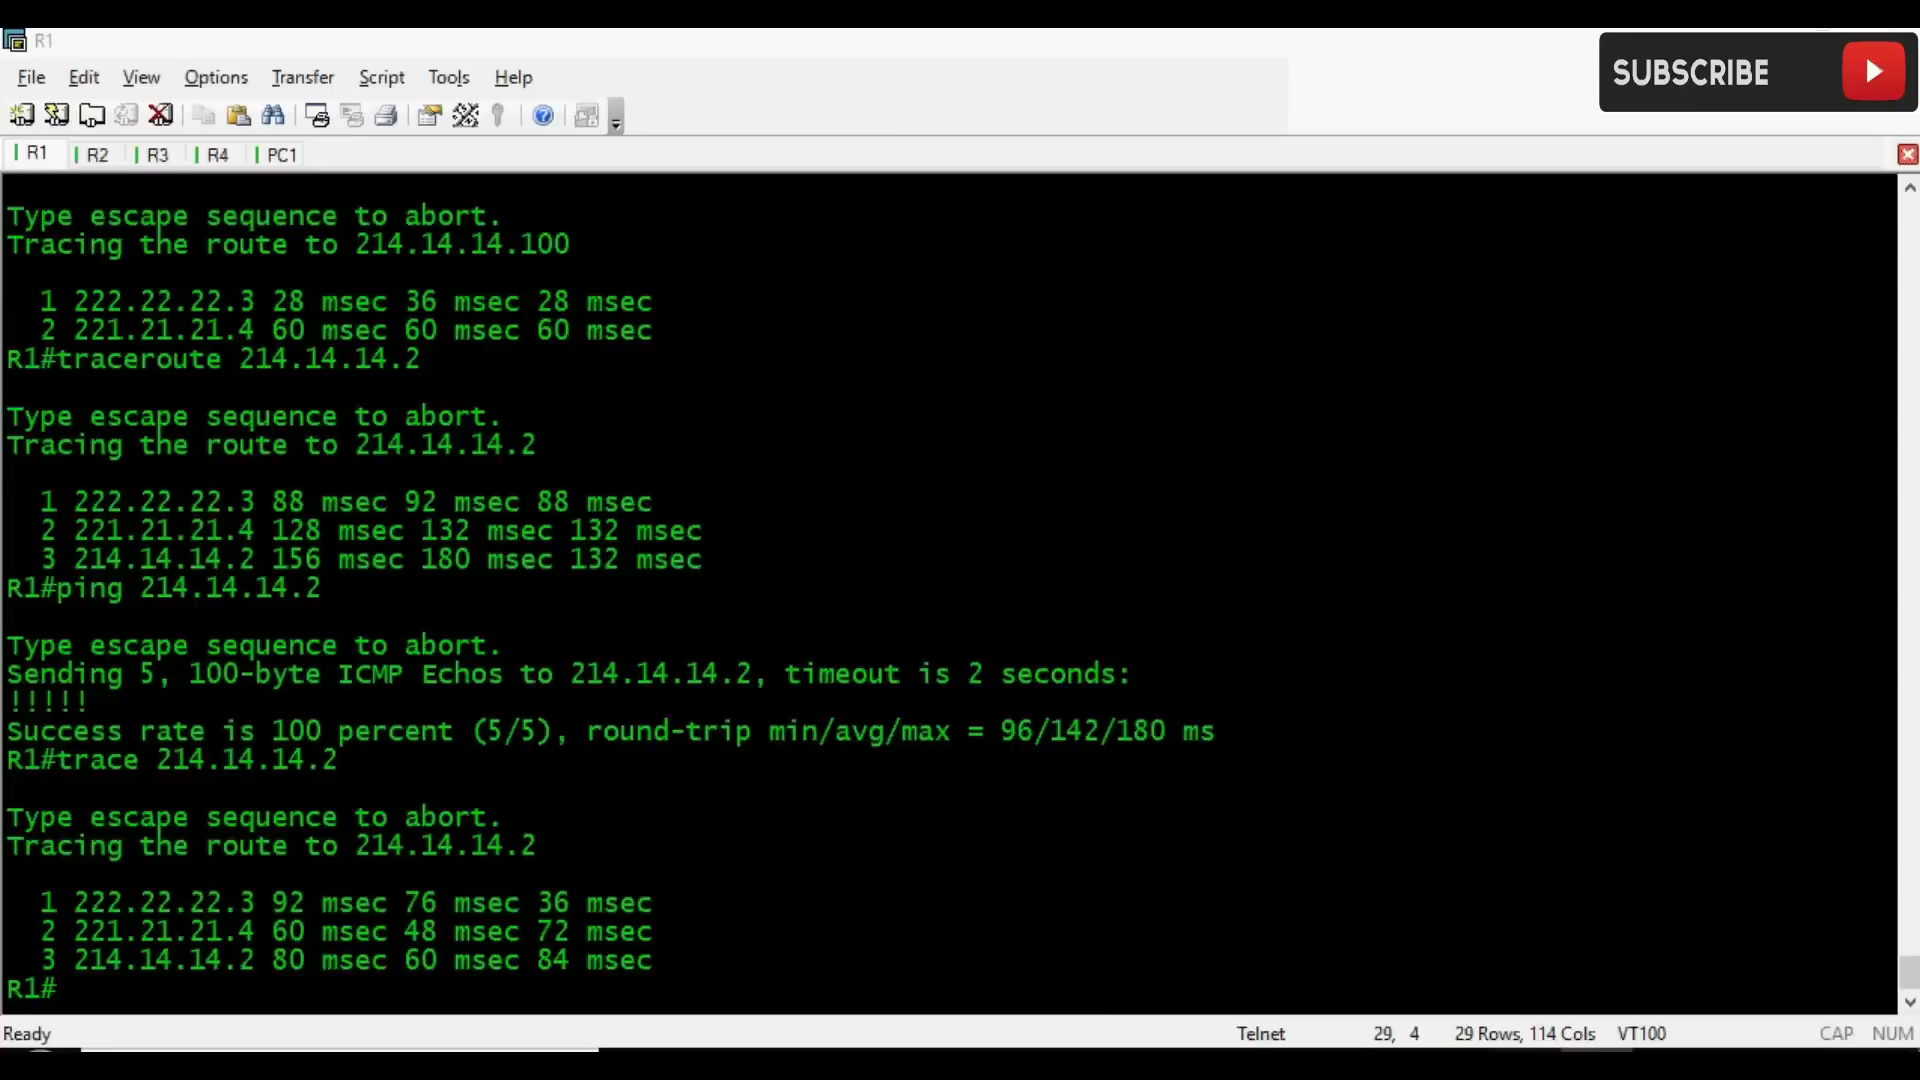 R1
SUBSCRIBE
File Edit View Options Transfer Script Tools Help
R1 R2 R3 R4 PC1
Type escape sequence to abort.
Tracing the route to 214.14.14.100
1 222.22.22.3 28 msec 36 msec 28 msec
2 221.21.21.4 60 msec 60 msec 60 msec
R1#traceroute 214.14.14.2
Type escape sequence to abort.
Tracing the route to 214.14.14.2
1 222.22.22.3 88 msec 92 msec 88 msec
2 221.21.21.4 128 msec 132 msec 132 msec
3 214.14.14.2 156 msec 180 msec 132 msec
R1#ping 214.14.14.2
Type escape sequence to abort.
Sending 5, 100-byte ICMP Echos to 214.14.14.2, timeout is 2 seconds:
!!!!!
Success rate is 100 percent (5/5), round-trip min/avg/max = 96/142/180 ms
R1#trace 214.14.14.2
Type escape sequence to abort.
Tracing the route to 214.14.14.2
1 222.22.22.3 92 msec 76 msec 36 msec
2 221.21.21.4 60 msec 48 msec 72 msec
3 214.14.14.2 80 msec 60 msec 84 msec
R1#
Ready Telnet 29, 4 29 Rows, 114 Cols VT100 CAP NUM